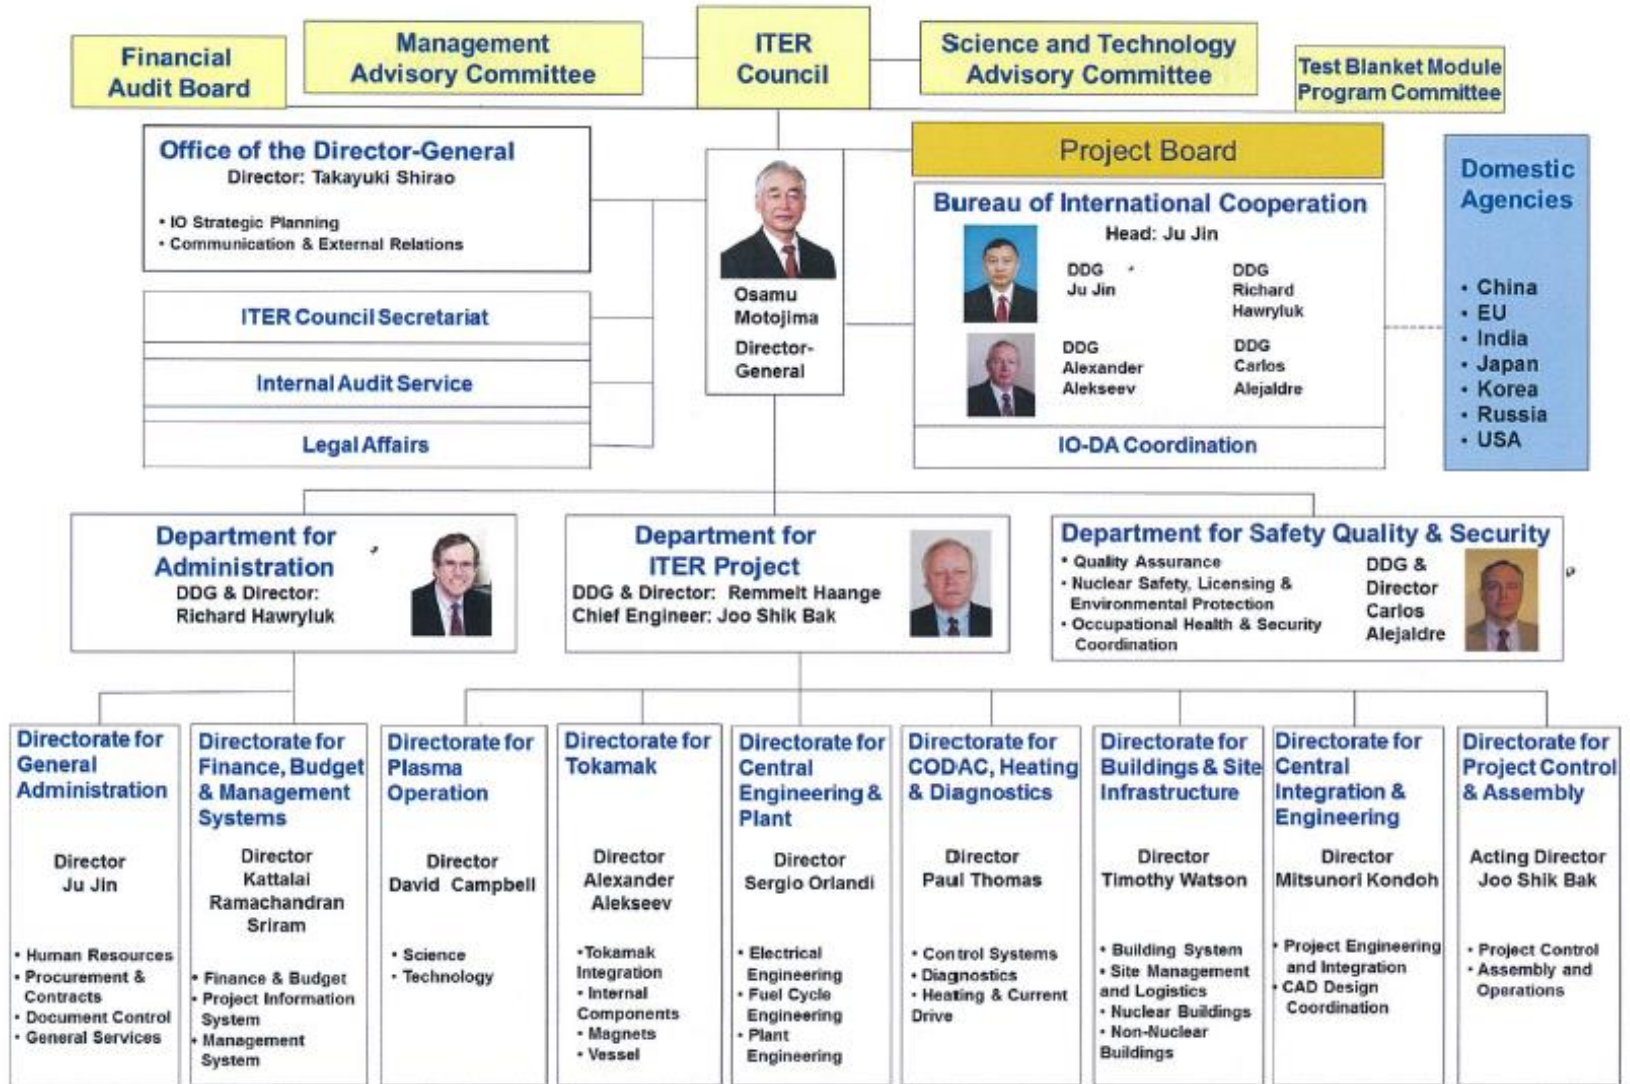 Financial
Audit Board
Management
Advisory Committee
ITER
Council
Science and Technology
Advisory Committee
Test Blanket Module
Program Committee
Office of the Director-General
Director: Takayuki Shirao
• IO Strategic Planning
• Communication & External Relations
ITER Council Secretariat
Internal Audit Service
Legal Affairs
Osamu
Motojima
Director-
General
Project Board
Bureau of International Cooperation
Head: Ju Jin
DDG
Ju Jin
DDG
Richard
Hawryluk
DDG
Alexander
Alekseev
DDG
Carlos
Alejaldre
IO-DA Coordination
Domestic
Agencies
• China
• EU
• India
• Japan
• Korea
• Russia
• USA
Department for
Administration
DDG & Director:
Richard Hawryluk
Department for
ITER Project
DDG & Director: Remmelt Haange
Chief Engineer: Joo Shik Bak
Department for Safety Quality & Security
• Quality Assurance
• Nuclear Safety, Licensing &
Environmental Protection
• Occupational Health & Security
Coordination
DDG &
Director
Carlos
Alejaldre
Directorate for
General
Administration
Director
Ju Jin
• Human Resources
• Procurement &
Contracts
• Document Control
• General Services
Directorate for
Finance, Budget
& Management
Systems
Director
Kattalai
Ramachandran
Sriram
• Finance & Budget
• Project Information
System
• Management
System
Directorate for
Plasma
Operation
Director
David Campbell
• Science
• Technology
Directorate for
Tokamak
Director
Alexander
Alekseev
•Tokamak
Integration
• Internal
Components
• Magnets
• Vessel
Directorate for
Central
Engineering &
Plant
Director
Sergio Orlandi
• Electrical
Engineering
• Fuel Cycle
Engineering
• Plant
Engineering
Directorate for
CODAC, Heating
& Diagnostics
Director
Paul Thomas
• Control Systems
• Diagnostics
• Heating & Current
Drive
Directorate for
Buildings & Site
Infrastructure
Director
Timothy Watson
• Building System
• Site Management
and Logistics
• Nuclear Buildings
• Non-Nuclear
Buildings
Directorate for
Central
Integration &
Engineering
Director
Mitsunori Kondoh
• Project Engineering
and Integration
• CAD Design
Coordination
Directorate for
Project Control
& Assembly
Acting Director
Joo Shik Bak
• Project Control
• Assembly and
Operations